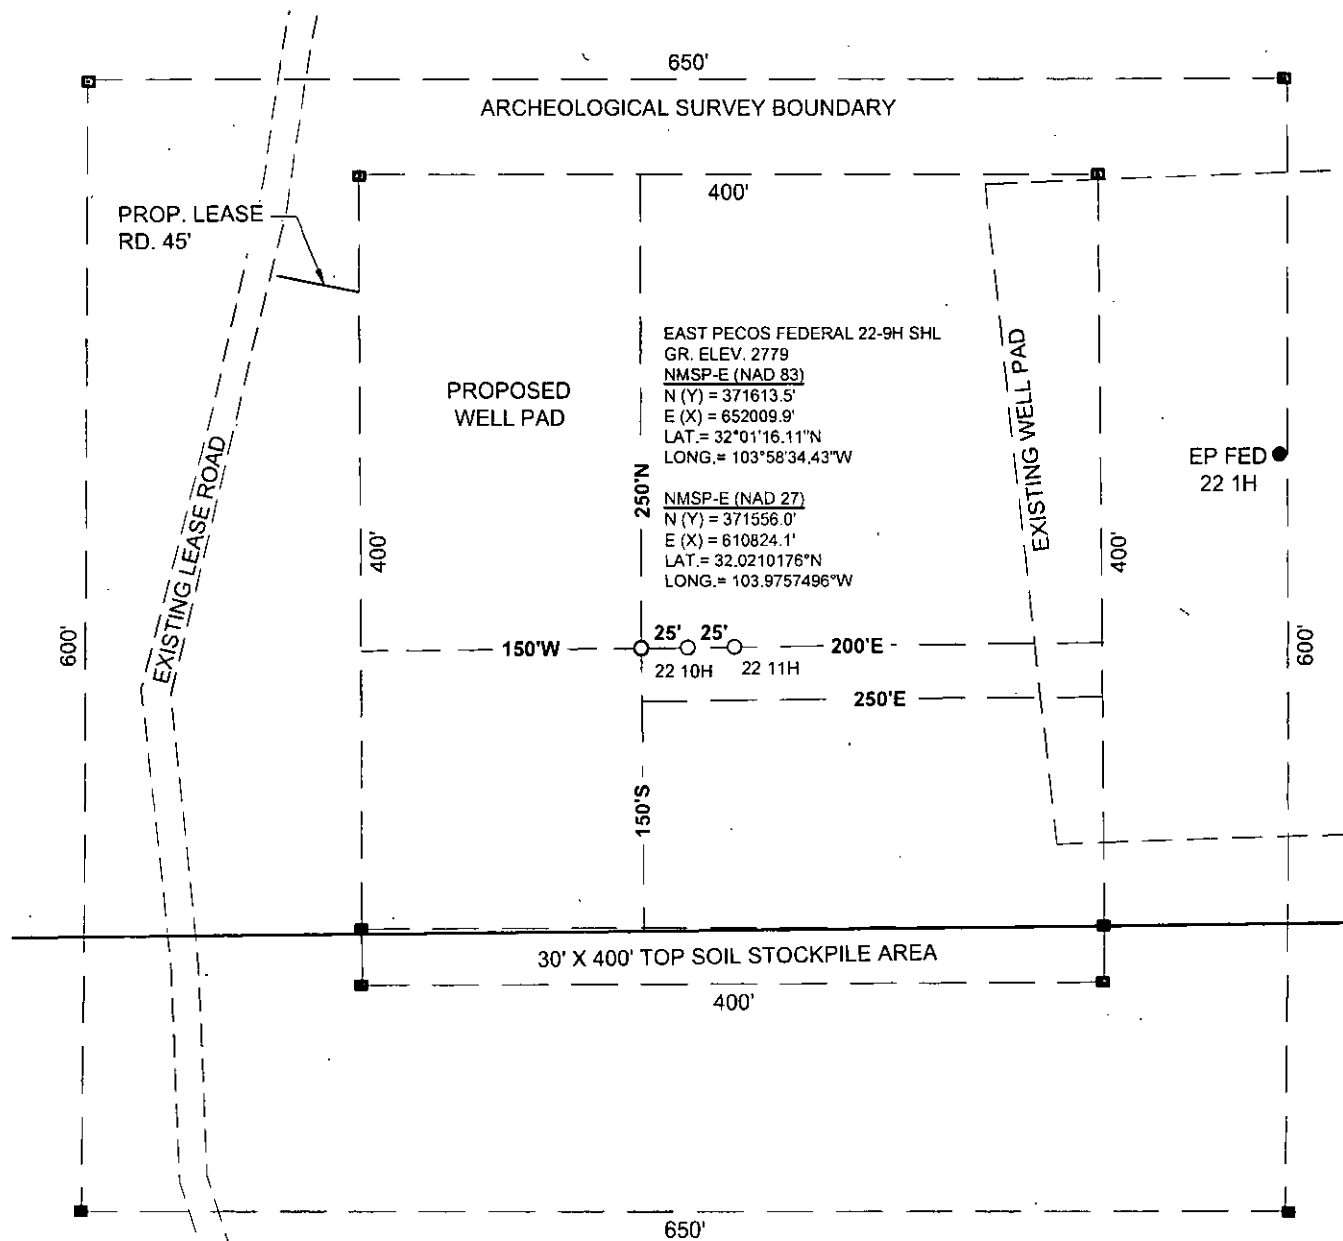 650'
ARCHEOLOGICAL SURVEY BOUNDARY
400'
PROP. LEASE
RD. 45'
EAST PECOS FEDERAL 22-9H SHL
GR. ELEV. 2779
NMSP-E (NAD 83)
N (Y) = 371613.5'
E (X) = 652009.9'
LAT.= 32°01'16.11"N
LONG.= 103°58'34.43"W
NMSP-E (NAD 27)
N (Y) = 371556.0'
E (X) = 610824.1'
LAT.= 32.0210176°N
LONG.= 103.9757496°W
PROPOSED
WELL PAD
250'N
EXISTING WELL PAD
EP FED
22 1H
EXISTING LEASE ROAD
400'
400'
600'
600'
150'W
25'
25'
200'E
22 10H
22 11H
250'E
150'S
30' X 400' TOP SOIL STOCKPILE AREA
400'
650'